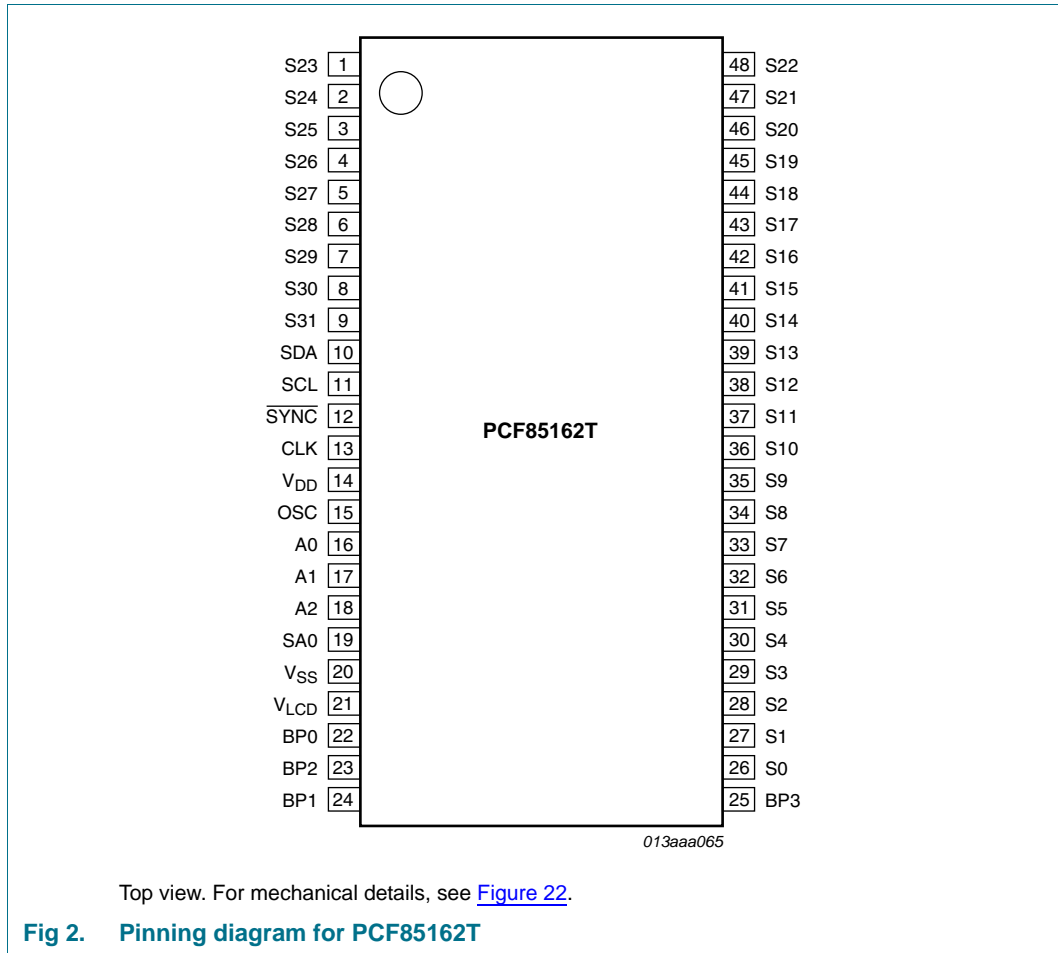 S23 1 48 S22
S24 2 47 S21
S25 3 46 S20
S26 4 45 S19
S27 5 44 S18
S28 6 43 S17
S29 7 42 S16
S30 8 41 S15
S31 9 40 S14
SDA 10 39 S13
SCL 11 38 S12
SYNC 12 37 S11
PCF85162T
CLK 13 36 S10
VDD 14 35 S9
OSC 15 34 S8
A0 16 33 S7
A1 17 32 S6
A2 18 31 S5
SA0 19 30 S4
VSS 20 29 S3
VLCD 21 28 S2
BP0 22 27 S1
BP2 23 26 S0
BP1 24 25 BP3
013aaa065
Top view. For mechanical details, see Figure 22.
Fig 2. Pinning diagram for PCF85162T